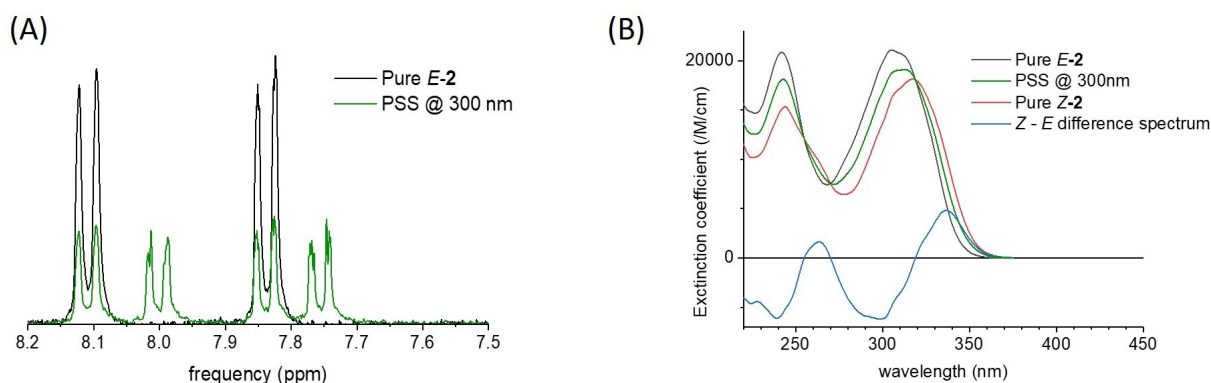 (A)
Pure E-2
PSS @ 300 nm
8.2 8.1 8.0 7.9 7.8 7.7 7.6 7.5
frequency (ppm)
(B)
Pure E-2
PSS @ 300nm
Pure Z-2
Z - E difference spectrum
20000
0
Exctinction coefficient (/M/cm)
250 300 350 400 450
wavelength (nm)